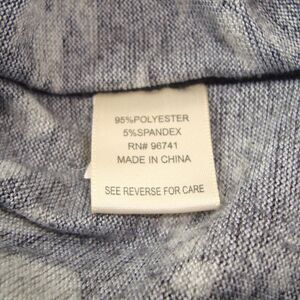 95%POLYESTER
5%SPANDEX
RN# 96741
MADE IN CHINA
SEE REVERSE FOR CARE